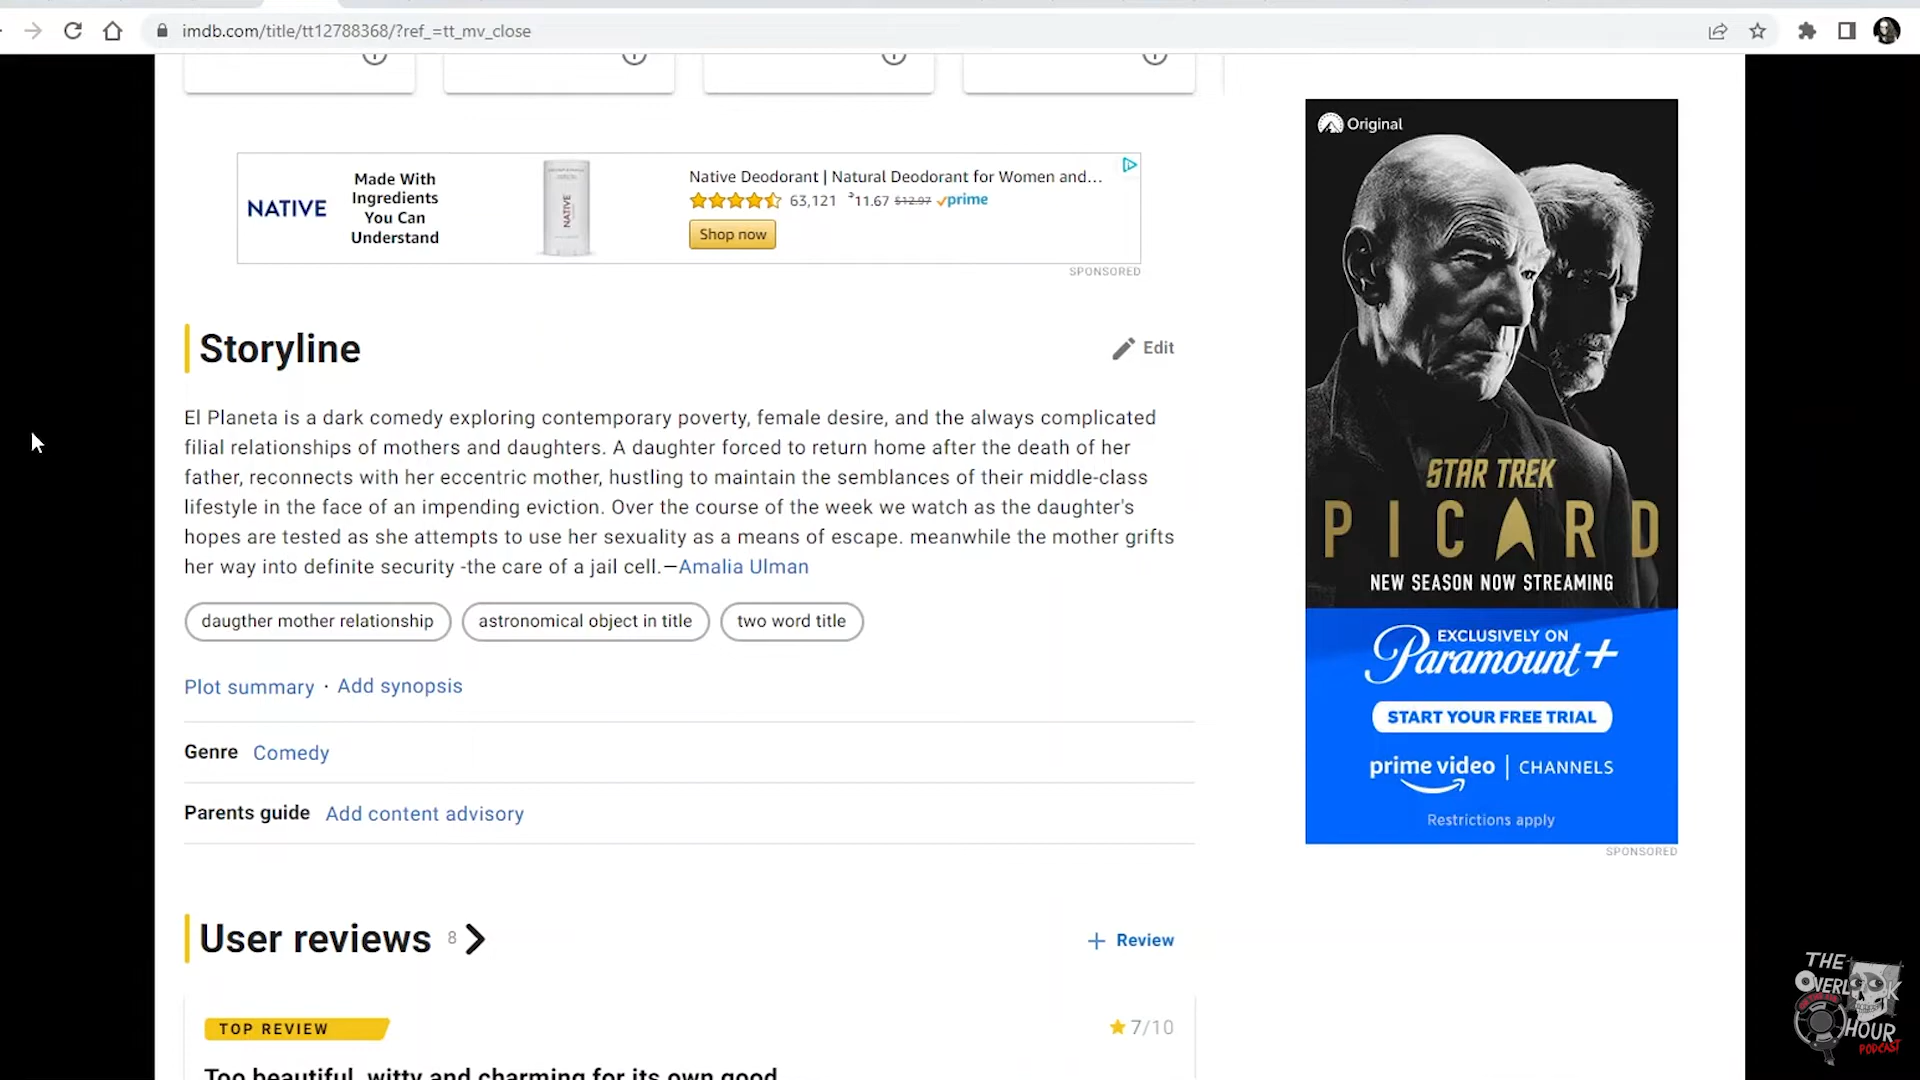 imdb.com/title/tt12788368/?ref_=tt_mv_close
NATIVE
Made With
Ingredients
You Can
Understand
NATIVE
Native Deodorant | Natural Deodorant for Women and...
63,121 $11.67 $12.97 prime
Shop now
SPONSORED
Storyline
Edit
El Planeta is a dark comedy exploring contemporary poverty, female desire, and the always complicated
filial relationships of mothers and daughters. A daughter forced to return home after the death of her
father, reconnects with her eccentric mother, hustling to maintain the semblances of their middle-class
lifestyle in the face of an impending eviction. Over the course of the week we watch as the daughter's
hopes are tested as she attempts to use her sexuality as a means of escape. meanwhile the mother grifts
her way into definite security -the care of a jail cell.—Amalia Ulman
daugther mother relationship
astronomical object in title
two word title
Plot summary · Add synopsis
Genre Comedy
Parents guide Add content advisory
User reviews 8
+ Review
TOP REVIEW
7/10
Too beautiful, witty and charming for its own good
Original
STAR TREK
PICARD
NEW SEASON NOW STREAMING
EXCLUSIVELY ON
Paramount+
START YOUR FREE TRIAL
prime video | CHANNELS
Restrictions apply
SPONSORED
THE
OVERLOOK
HOUR
PODCAST